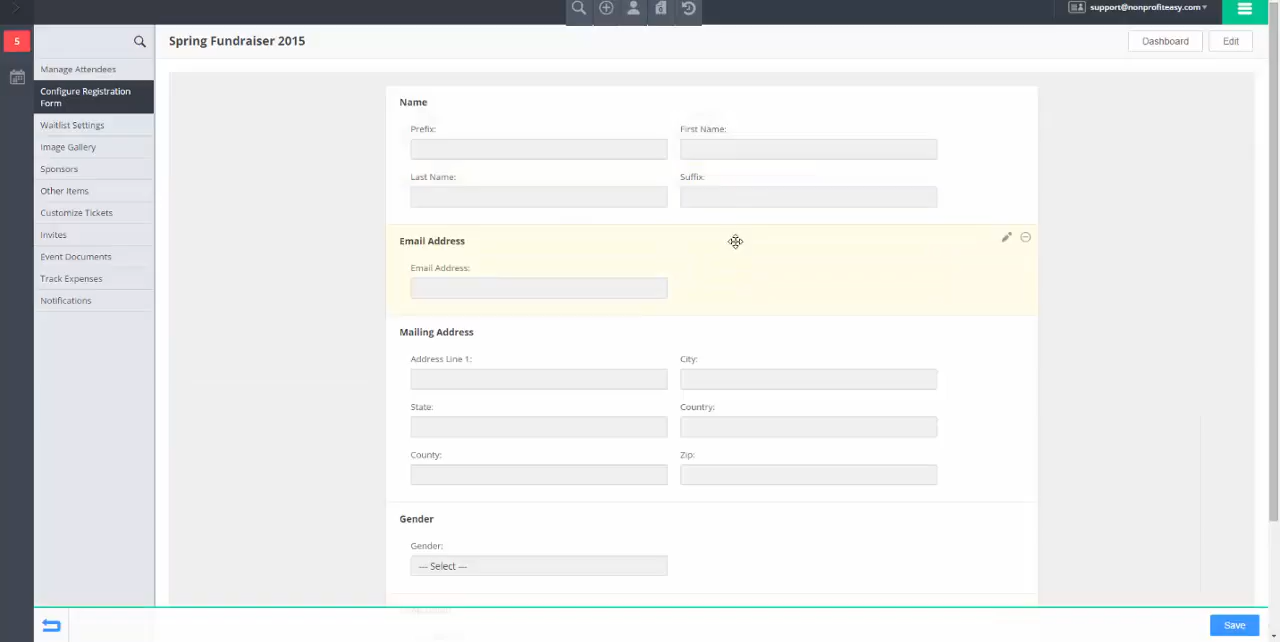 support@nonprofiteasy.com
5
Spring Fundraiser 2015
Dashboard
Edit
Manage Attendees
Configure Registration
Form
Waitlist Settings
Image Gallery
Sponsors
Other Items
Customize Tickets
Invites
Event Documents
Track Expenses
Notifications
Name
Prefix:
First Name:
Last Name:
Suffix:
Email Address
Email Address:
Mailing Address
Address Line 1:
City:
State:
Country:
County:
Zip:
Gender
Gender:
--- Select ---
Save